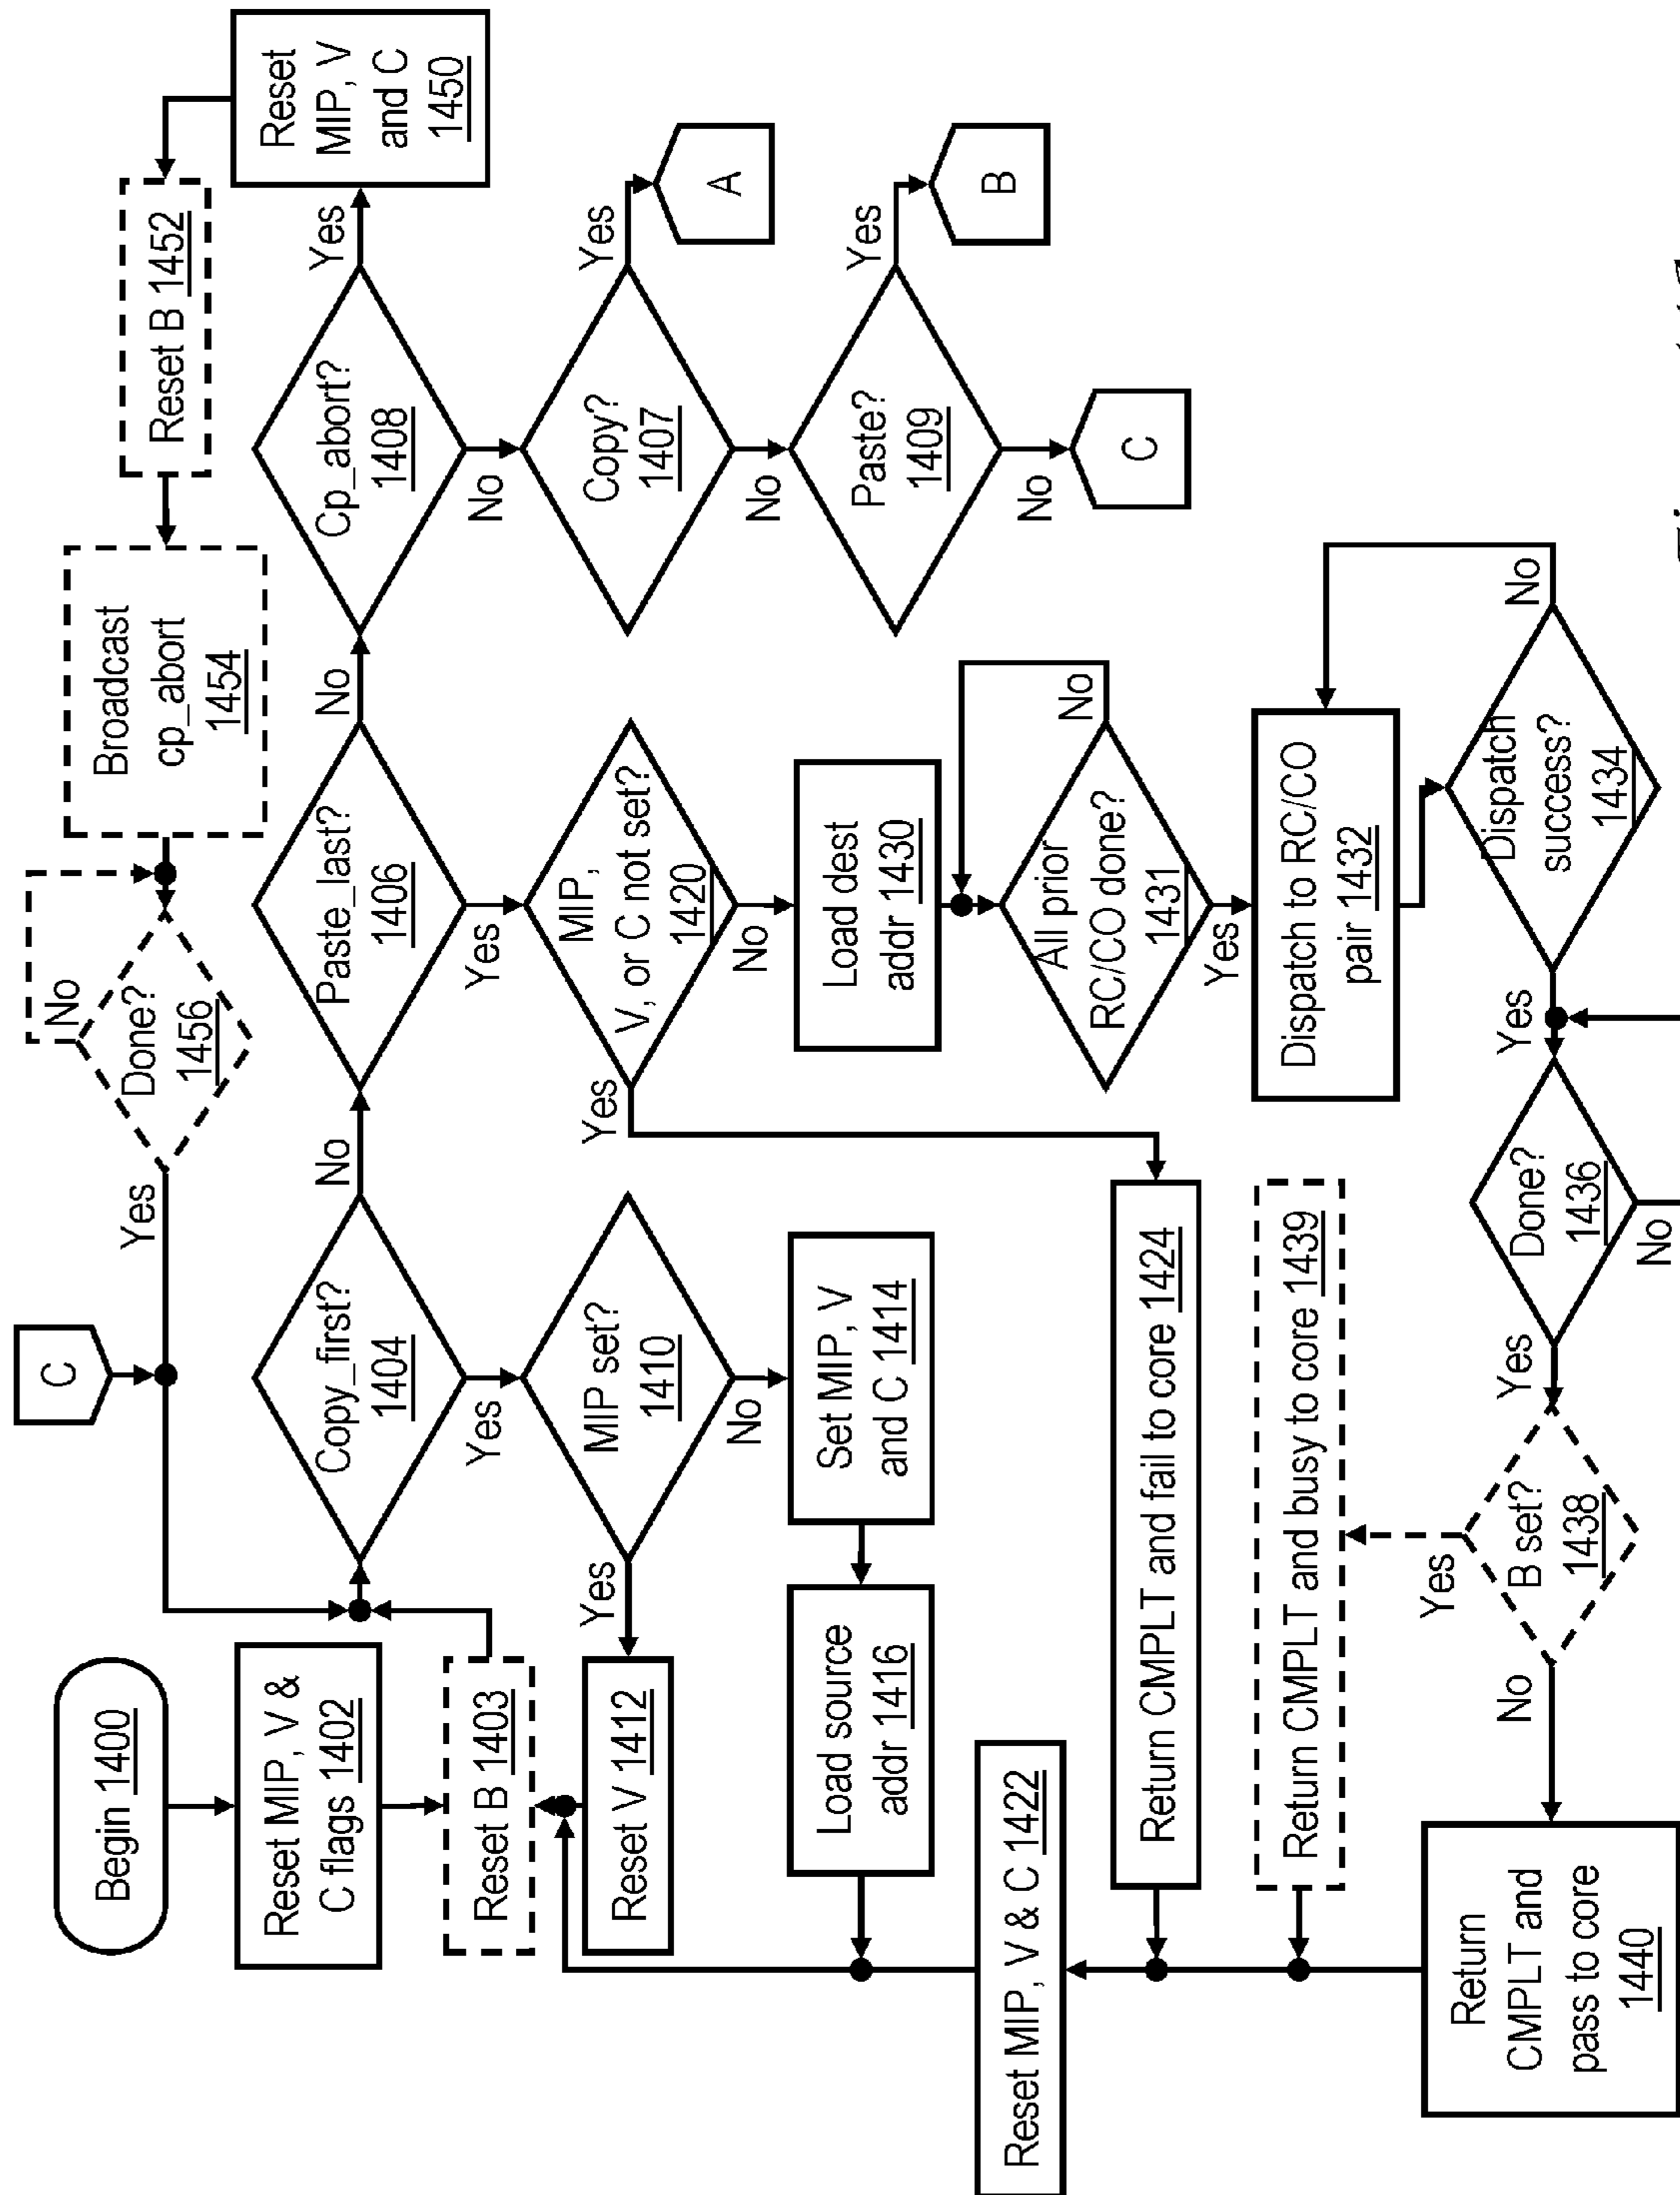 Begin 1400
Reset MIP, V &
C flags 1402
Reset B 1403
C
Yes
Done?
1456
No
Broadcast
cp_abort
1454
Reset B 1452
Reset
MIP, V
and C
1450
Copy_first?
1404
No
Yes
Paste_last?
1406
No
Yes
Cp_abort?
1408
Yes
No
Reset V 1412
Yes
MIP set?
1410
No
MIP,
V, or C not set?
1420
Yes
No
Copy?
1407
Yes
No
A
Load source
addr 1416
Set MIP, V
and C 1414
Load dest
addr 1430
Paste?
1409
Yes
No
B
C
Reset MIP, V & C 1422
Return CMPLT and fail to core 1424
All prior
RC/CO done?
1431
No
Yes
Return CMPLT and busy to core 1439
Dispatch to RC/CO
pair 1432
Return
CMPLT and
pass to core
1440
No
B set?
1438
Yes
Yes
Done?
1436
No
Yes
Dispatch
success?
1434
No